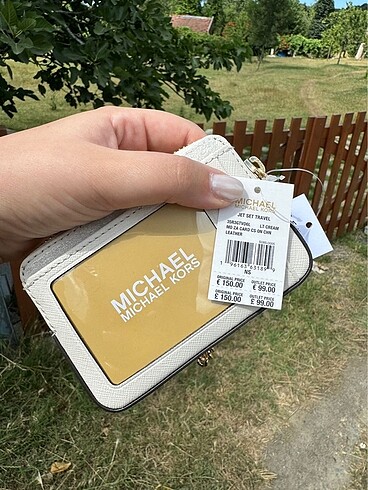 MICHAEL
MICHAEL KORS
MICHAEL
MICHAEL KORS
JET SET TRAVEL
LT CREAM
MD ZA CARD CS ON CHN
LEATHER
NS
ORIGINAL PRICE OUTLET PRICE
€ 150.00 € 99.00
ORIGINAL PRICE OUTLET PRICE
£ 150.00 £ 99.00